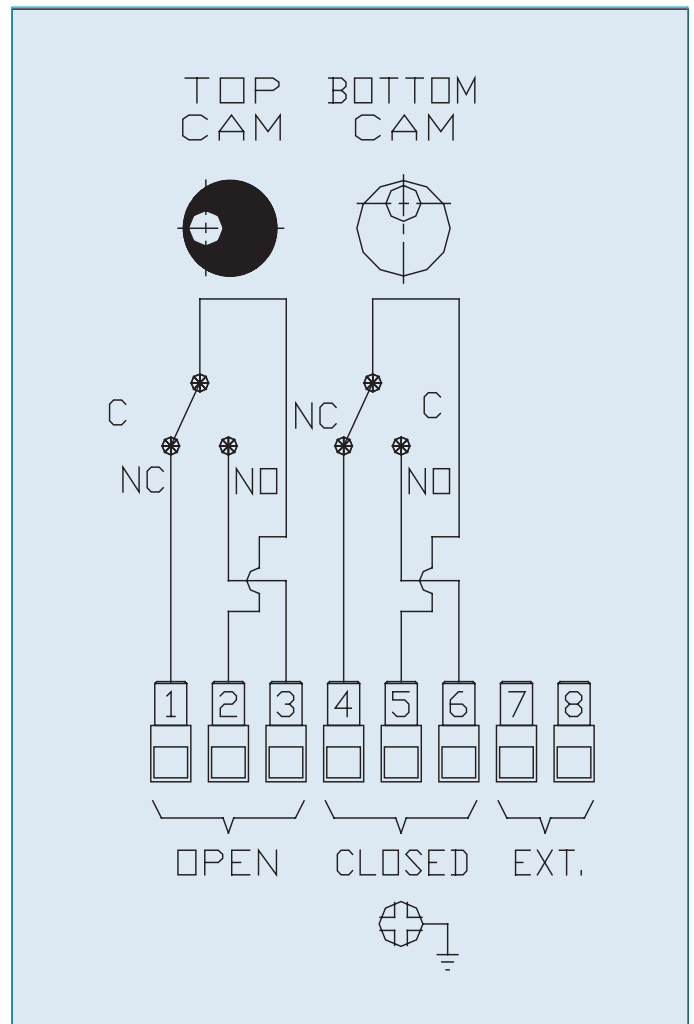 TOP BOTTOM
CAM CAM
C NC C
NC NO NO
1 2 3 4 5 6 7 8
OPEN CLOSED EXT.